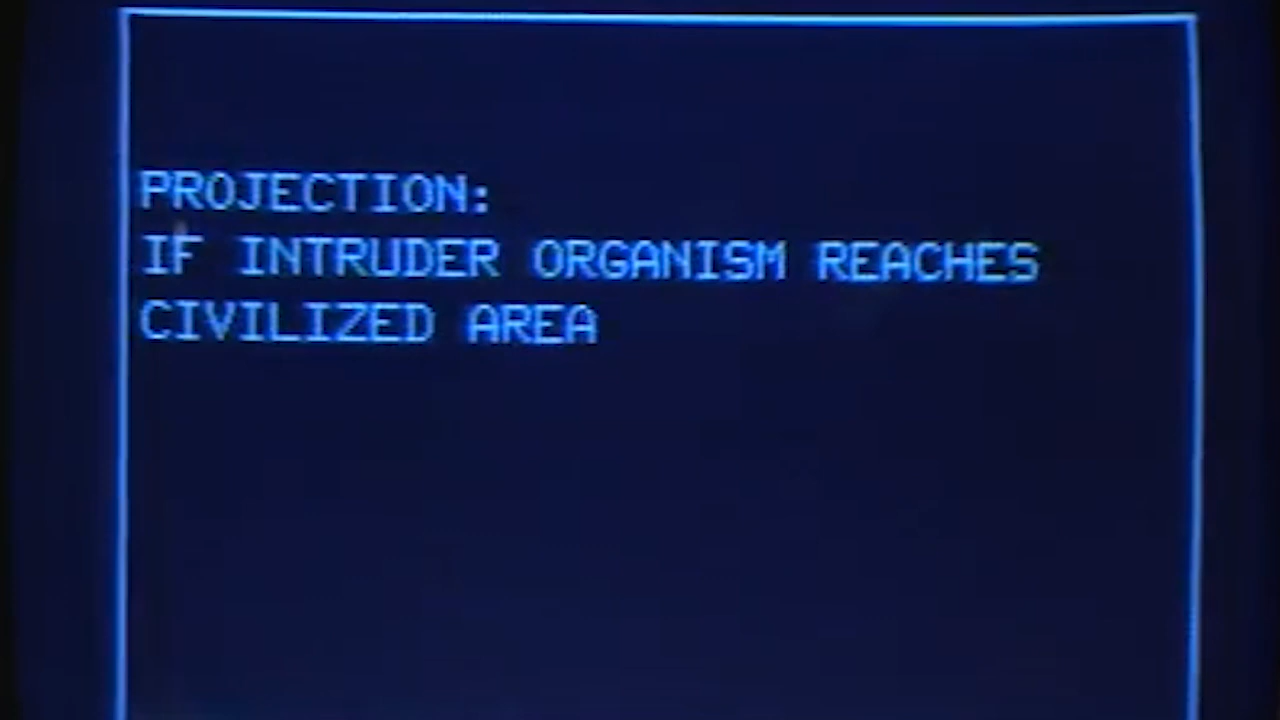 PROJECTION:
IF INTRUDER ORGANISM REACHES
CIVILIZED AREA